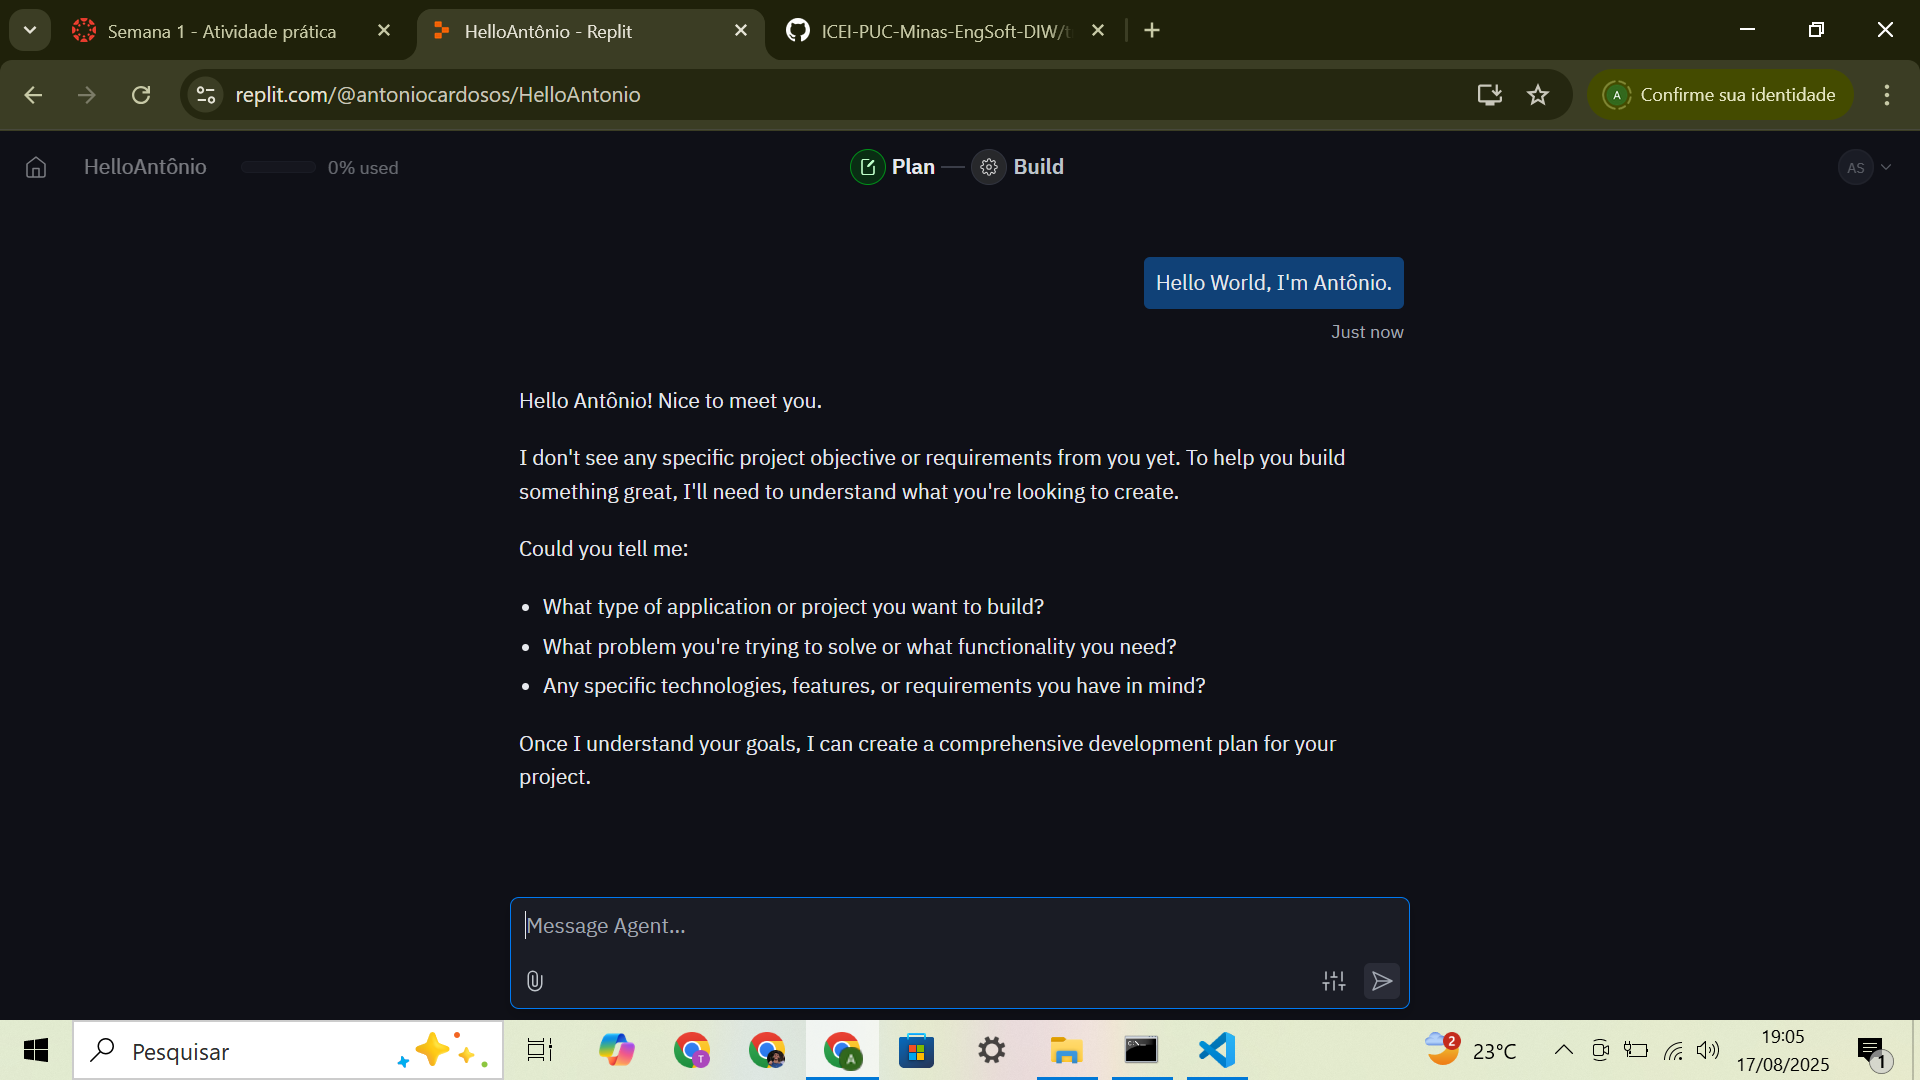 Semana 1 - Atividade prática
HelloAntônio - Replit
ICEI-PUC-Minas-EngSoft-DIW/
replit.com/@antoniocardosos/HelloAntonio
A
Confirme sua identidade
HelloAntônio
0% used
Plan
Build
AS
Hello World, I'm Antônio.
Just now
Hello Antônio! Nice to meet you.
I don't see any specific project objective or requirements from you yet. To help you build
something great, I'll need to understand what you're looking to create.
Could you tell me:
• What type of application or project you want to build?
• What problem you're trying to solve or what functionality you need?
• Any specific technologies, features, or requirements you have in mind?
Once I understand your goals, I can create a comprehensive development plan for your
project.
Message Agent...
Pesquisar
T
A
2
23°C
19:05
17/08/2025
1